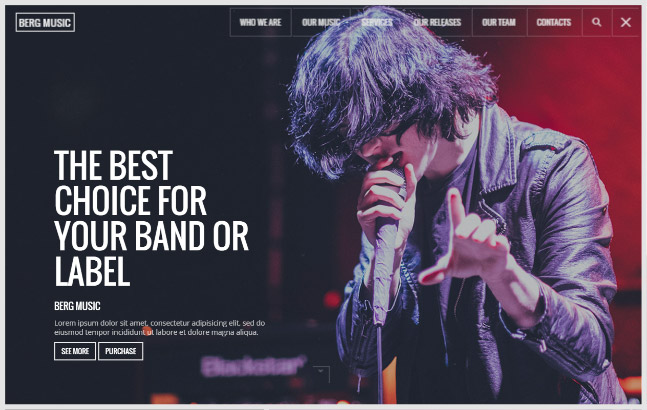 BERG MUSIC
WHO WE ARE
OUR MUSIC
SERVICES
OUR RELEASES
OUR TEAM
CONTACTS
THE BEST
CHOICE FOR
YOUR BAND OR
LABEL
BERG MUSIC
Lorem ipsum dolor sit amet, consectetur adipisicing elit, sed do
eiusmod tempor incididunt ut labore et dolore magna aliqua.
SEE MORE
PURCHASE
Blackstar